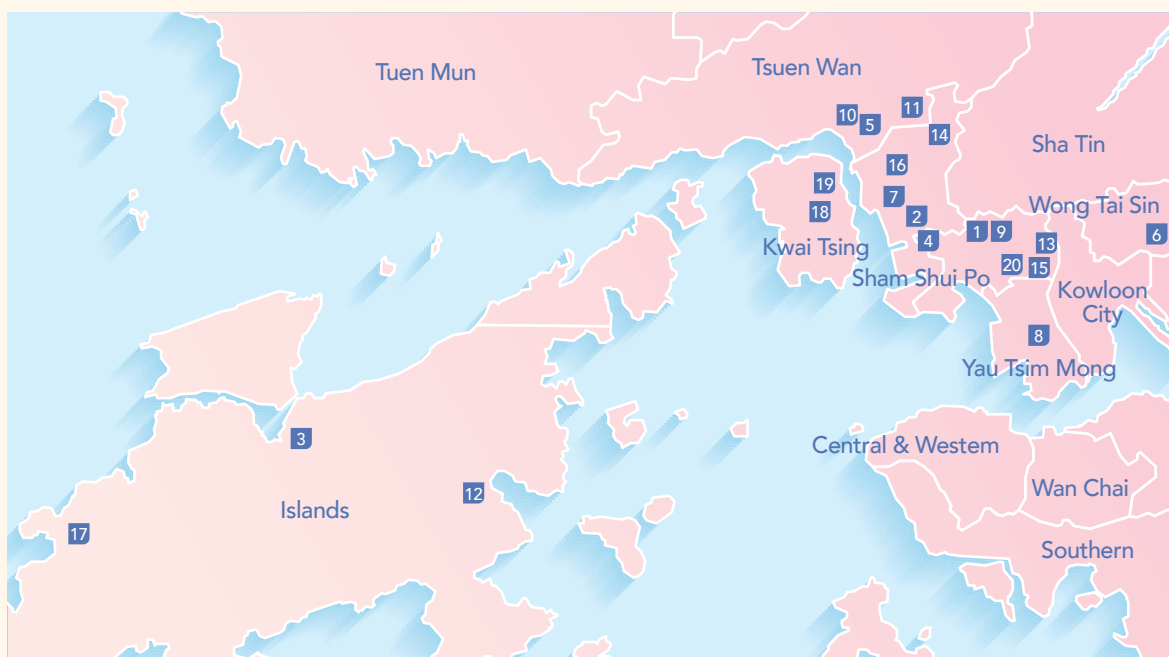 Tuen Mun
Tsuen Wan
10
5
11
14
Sha Tin
16
19
7
18
2
Wong Tai Sin
Kwai Tsing
4
1
9
13
6
Sham Shui Po
20
15
Kowloon
City
8
Yau Tsim Mong
3
Central & Westem
12
Wan Chai
Islands
17
Southern